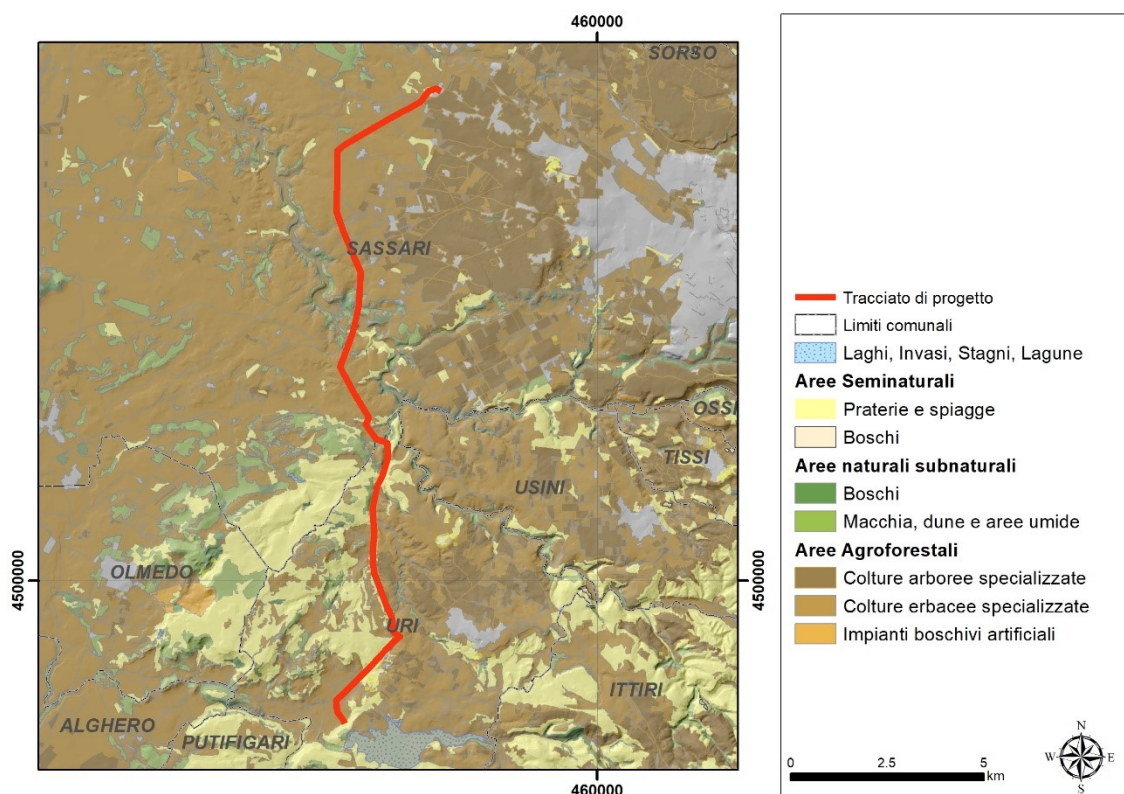 460000
SORSO
SASSARI
OSSI
TISSI
USINI
4500000
4500000
OLMEDO
URI
ITTIRI
ALGHERO
PUTIFIGARI
460000
Tracciato di progetto
Limiti comunali
Laghi, Invasi, Stagni, Lagune
Aree Seminaturali
Praterie e spiagge
Boschi
Aree naturali subnaturali
Boschi
Macchia, dune e aree umide
Aree Agroforestali
Colture arboree specializzate
Colture erbacee specializzate
Impianti boschivi artificiali
0 2.5 5
km
N
W E
S